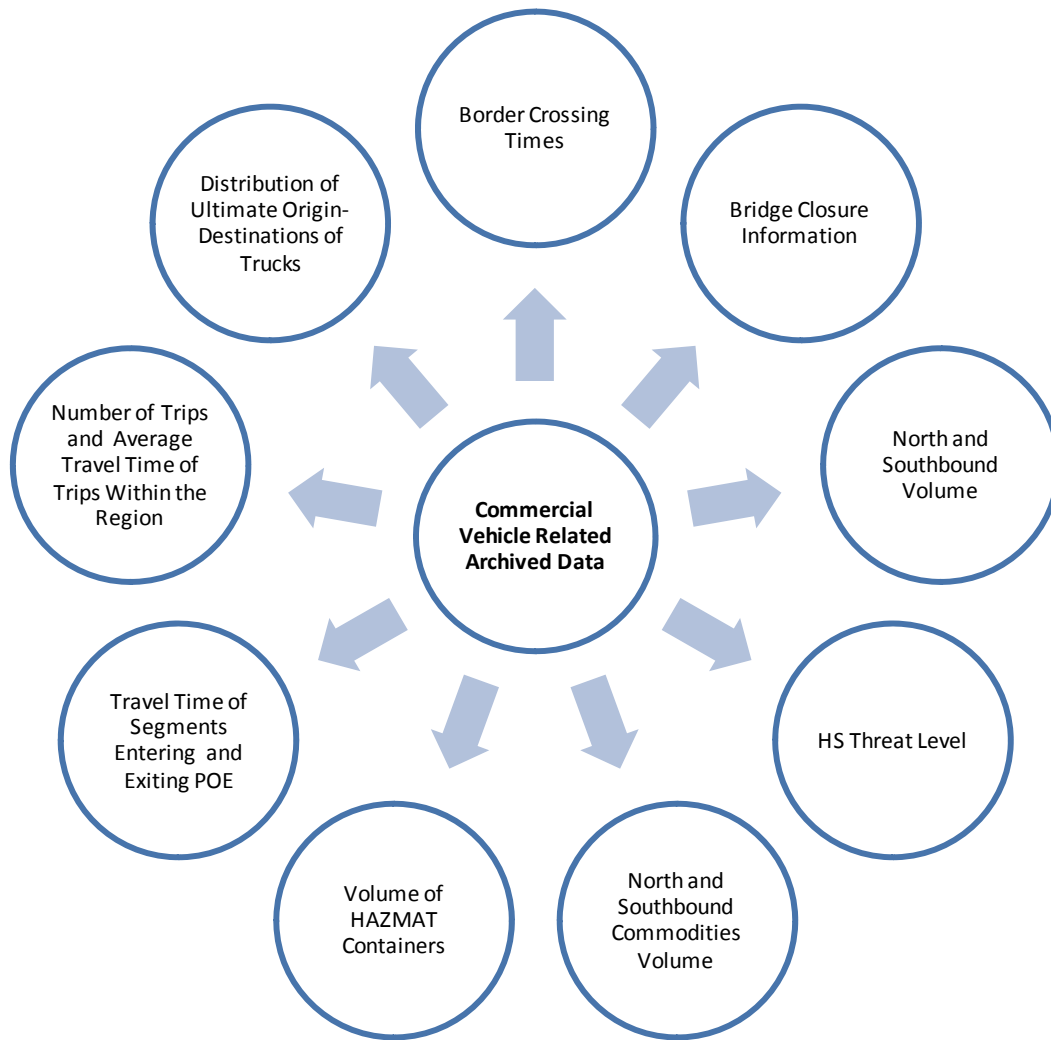 Border Crossing
Times
Bridge Closure
Information
North and
Southbound
Volume
HS Threat Level
North and
Southbound
Commodities
Volume
Volume of
HAZMAT
Containers
Travel Time of
Segments
Entering and
Exiting POE
Number of Trips
and Average
Travel Time of
Trips Within the
Region
Distribution of
Ultimate Origin-
Destinations of
Trucks
Commercial
Vehicle Related
Archived Data